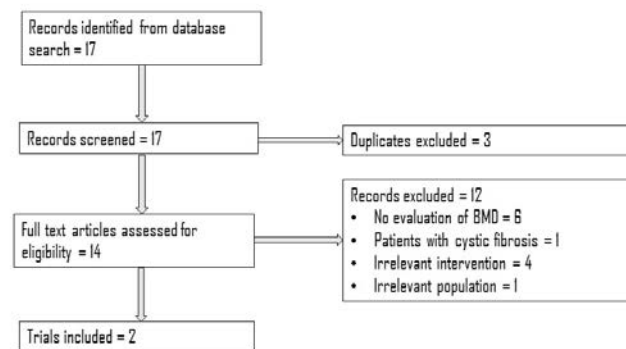 Records identified from database
search = 17
Records screened = 17
Duplicates excluded = 3
Full text articles assessed for
eligibility = 14
Records excluded = 12
• No evaluation of BMD = 6
• Patients with cystic fibrosis = 1
• Irrelevant intervention = 4
• Irrelevant population = 1
Trials included = 2